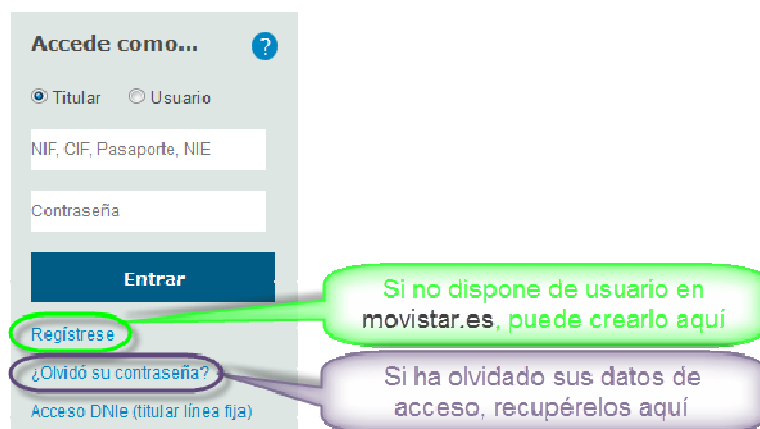 Accede como... ?
Titular Usuario
NIF, CIF, Pasaporte, NIE
Contraseña
Entrar
Si no dispone de usuario en
movistar.es, puede crearlo aquí
Regístrese
¿Olvidó su contraseña?
Si ha olvidado sus datos de
acceso, recupérelos aquí
Acceso DNIe (titular línea fija)